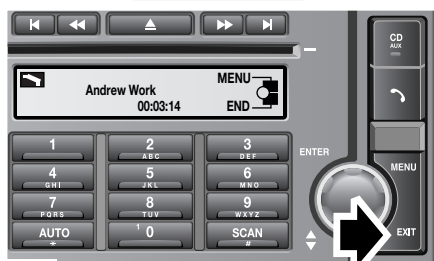 CD
AUX
MENU
Andrew Work
00:03:14
END
1
2
ABC
3
DEF
ENTER
MENU
4
GHI
5
JKL
6
MNO
7
PQRS
8
TUV
9
WXYZ
EXIT
AUTO
*
1 0
SCAN
#